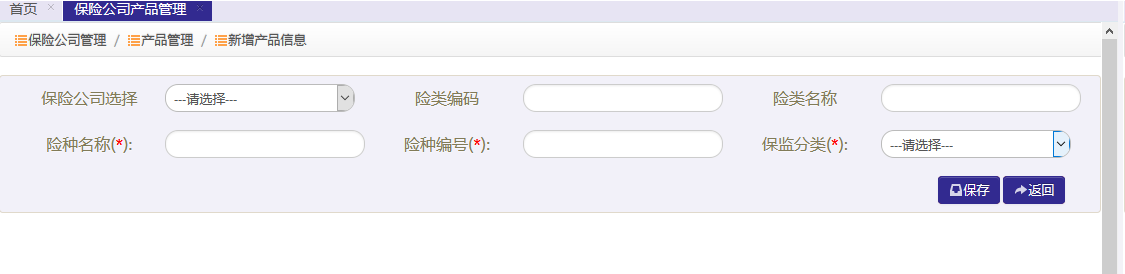 首页 × 保险公司产品管理 ×
保险公司管理 / 产品管理 / 新增产品信息
保险公司选择 ---请选择--- 险类编码 险类名称
险种名称(*): 险种编号(*): 保监分类(*): ---请选择---
保存 返回